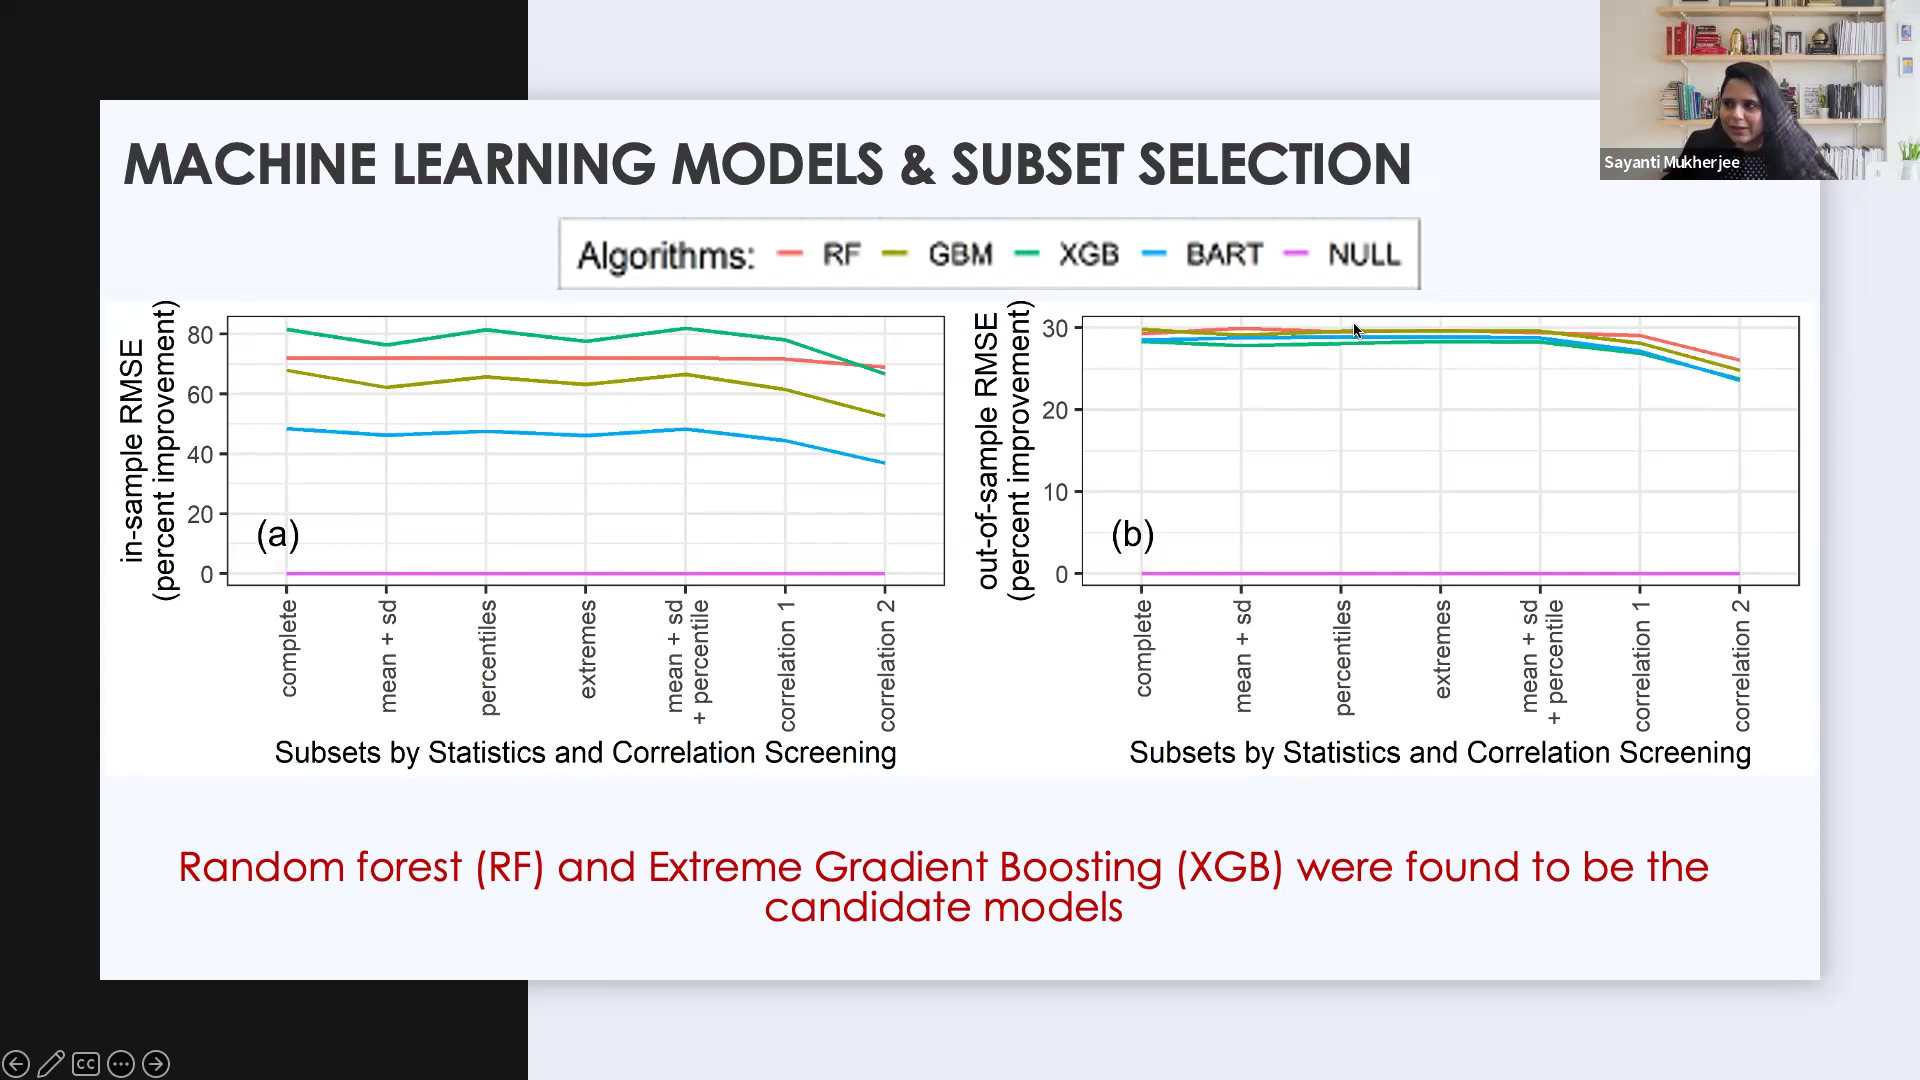 Sayanti Mukherjee
MACHINE LEARNING MODELS & SUBSET SELECTION
Algorithms: RF GBM XGB BART NULL
in-sample RMSE
(percent improvement)
80
60
40
20
0
(a)
complete
mean + sd
percentiles
extremes
mean + sd
+ percentile
correlation 1
correlation 2
Subsets by Statistics and Correlation Screening
out-of-sample RMSE
(percent improvement)
30
20
10
0
(b)
complete
mean + sd
percentiles
extremes
mean + sd
+ percentile
correlation 1
correlation 2
Subsets by Statistics and Correlation Screening
Random forest (RF) and Extreme Gradient Boosting (XGB) were found to be the
candidate models
CC